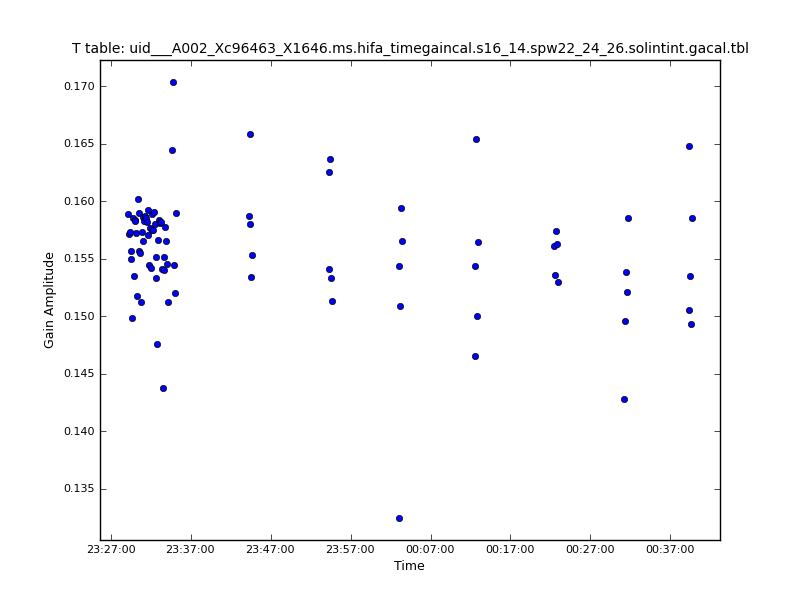 T table: uid___A002_Xc96463_X1646.ms.hifa_timegaincal.s16_14.spw22_24_26.solintint.gacal.tbl
0.170
0.165
0.160
0.155
0.150
0.145
0.140
0.135
Gain Amplitude
23:27:00 23:37:00 23:47:00 23:57:00 00:07:00 00:17:00 00:27:00 00:37:00
Time